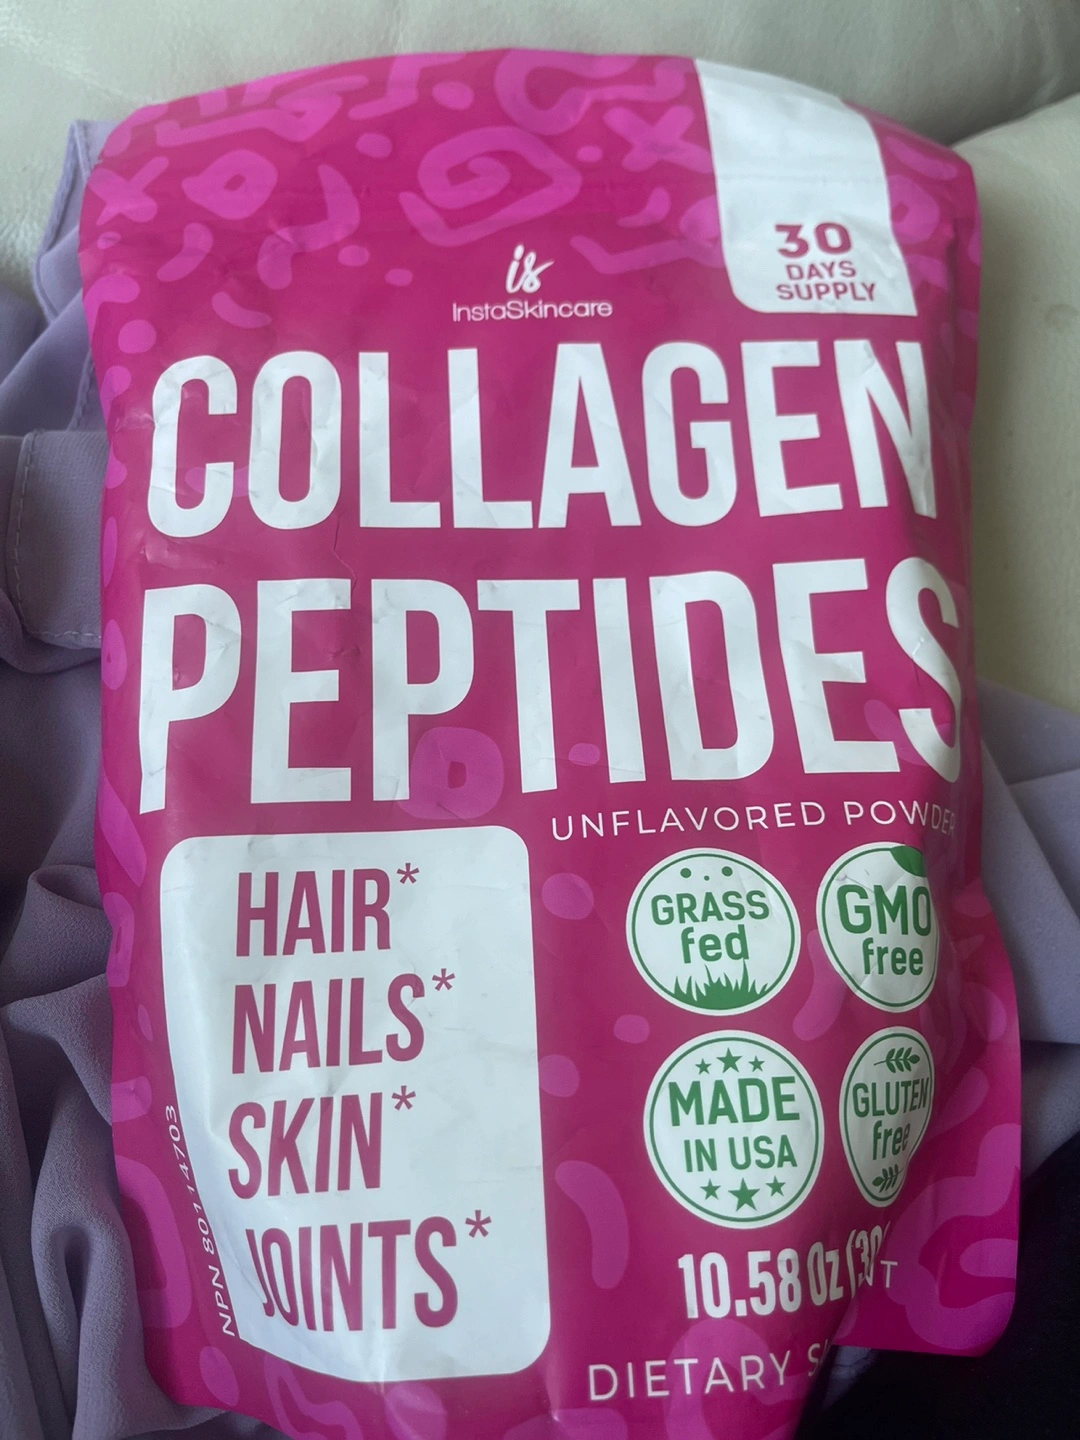 30
DAYS
SUPPLY
is
InstaSkincare
COLLAGEN
PEPTIDES
UNFLAVORED POWDER
HAIR*
NAILS*
SKIN*
JOINTS*
GRASS
fed
GMO
free
MADE
IN USA
GLUTEN
free
NPN 80114703
10.58 Oz
DIETARY